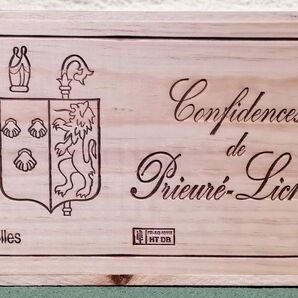 Confidences
de
Prieuré-Lich
lles
HT DB